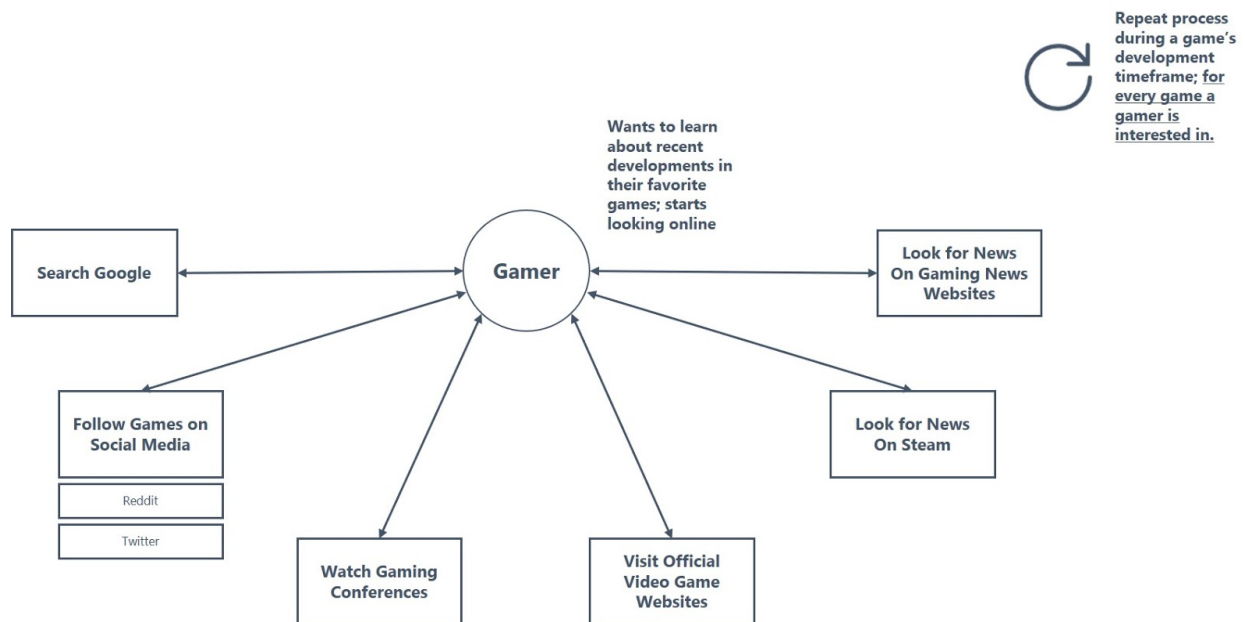 Repeat process
during a game's
development
timeframe; for
every game a
gamer is
interested in.
Wants to learn
about recent
developments in
their favorite
games; starts
looking online
Search Google
Gamer
Look for News
On Gaming News
Websites
Follow Games on
Social Media
Reddit
Twitter
Look for News
On Steam
Watch Gaming
Conferences
Visit Official
Video Game
Websites